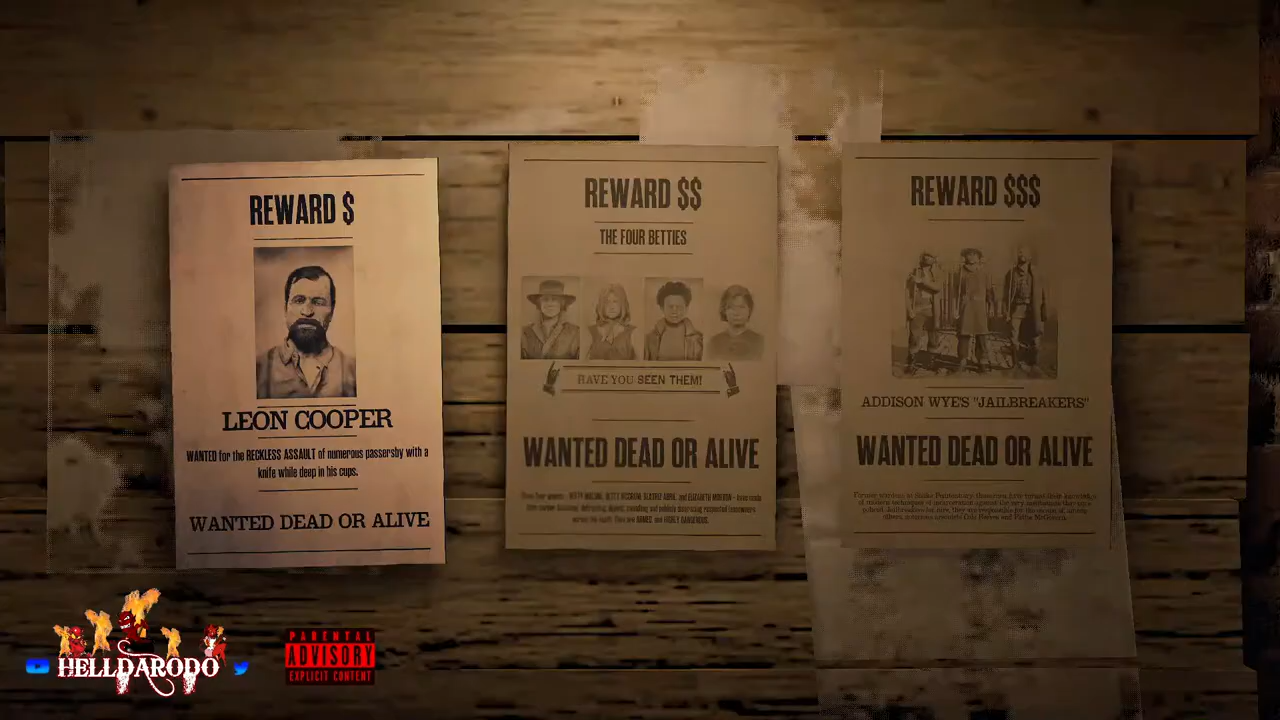 REWARD $
LEON COOPER
WANTED for the RECKLESS ASSAULT of numerous passersby with a
knife while deep in his cups.
WANTED DEAD OR ALIVE
REWARD $$
THE FOUR BETTIES
HAVE YOU SEEN THEM?
WANTED DEAD OR ALIVE
REWARD $$$
ADDISON WYE'S "JAILBREAKERS"
WANTED DEAD OR ALIVE
HELLDARODO
PARENTAL
ADVISORY
EXPLICIT CONTENT